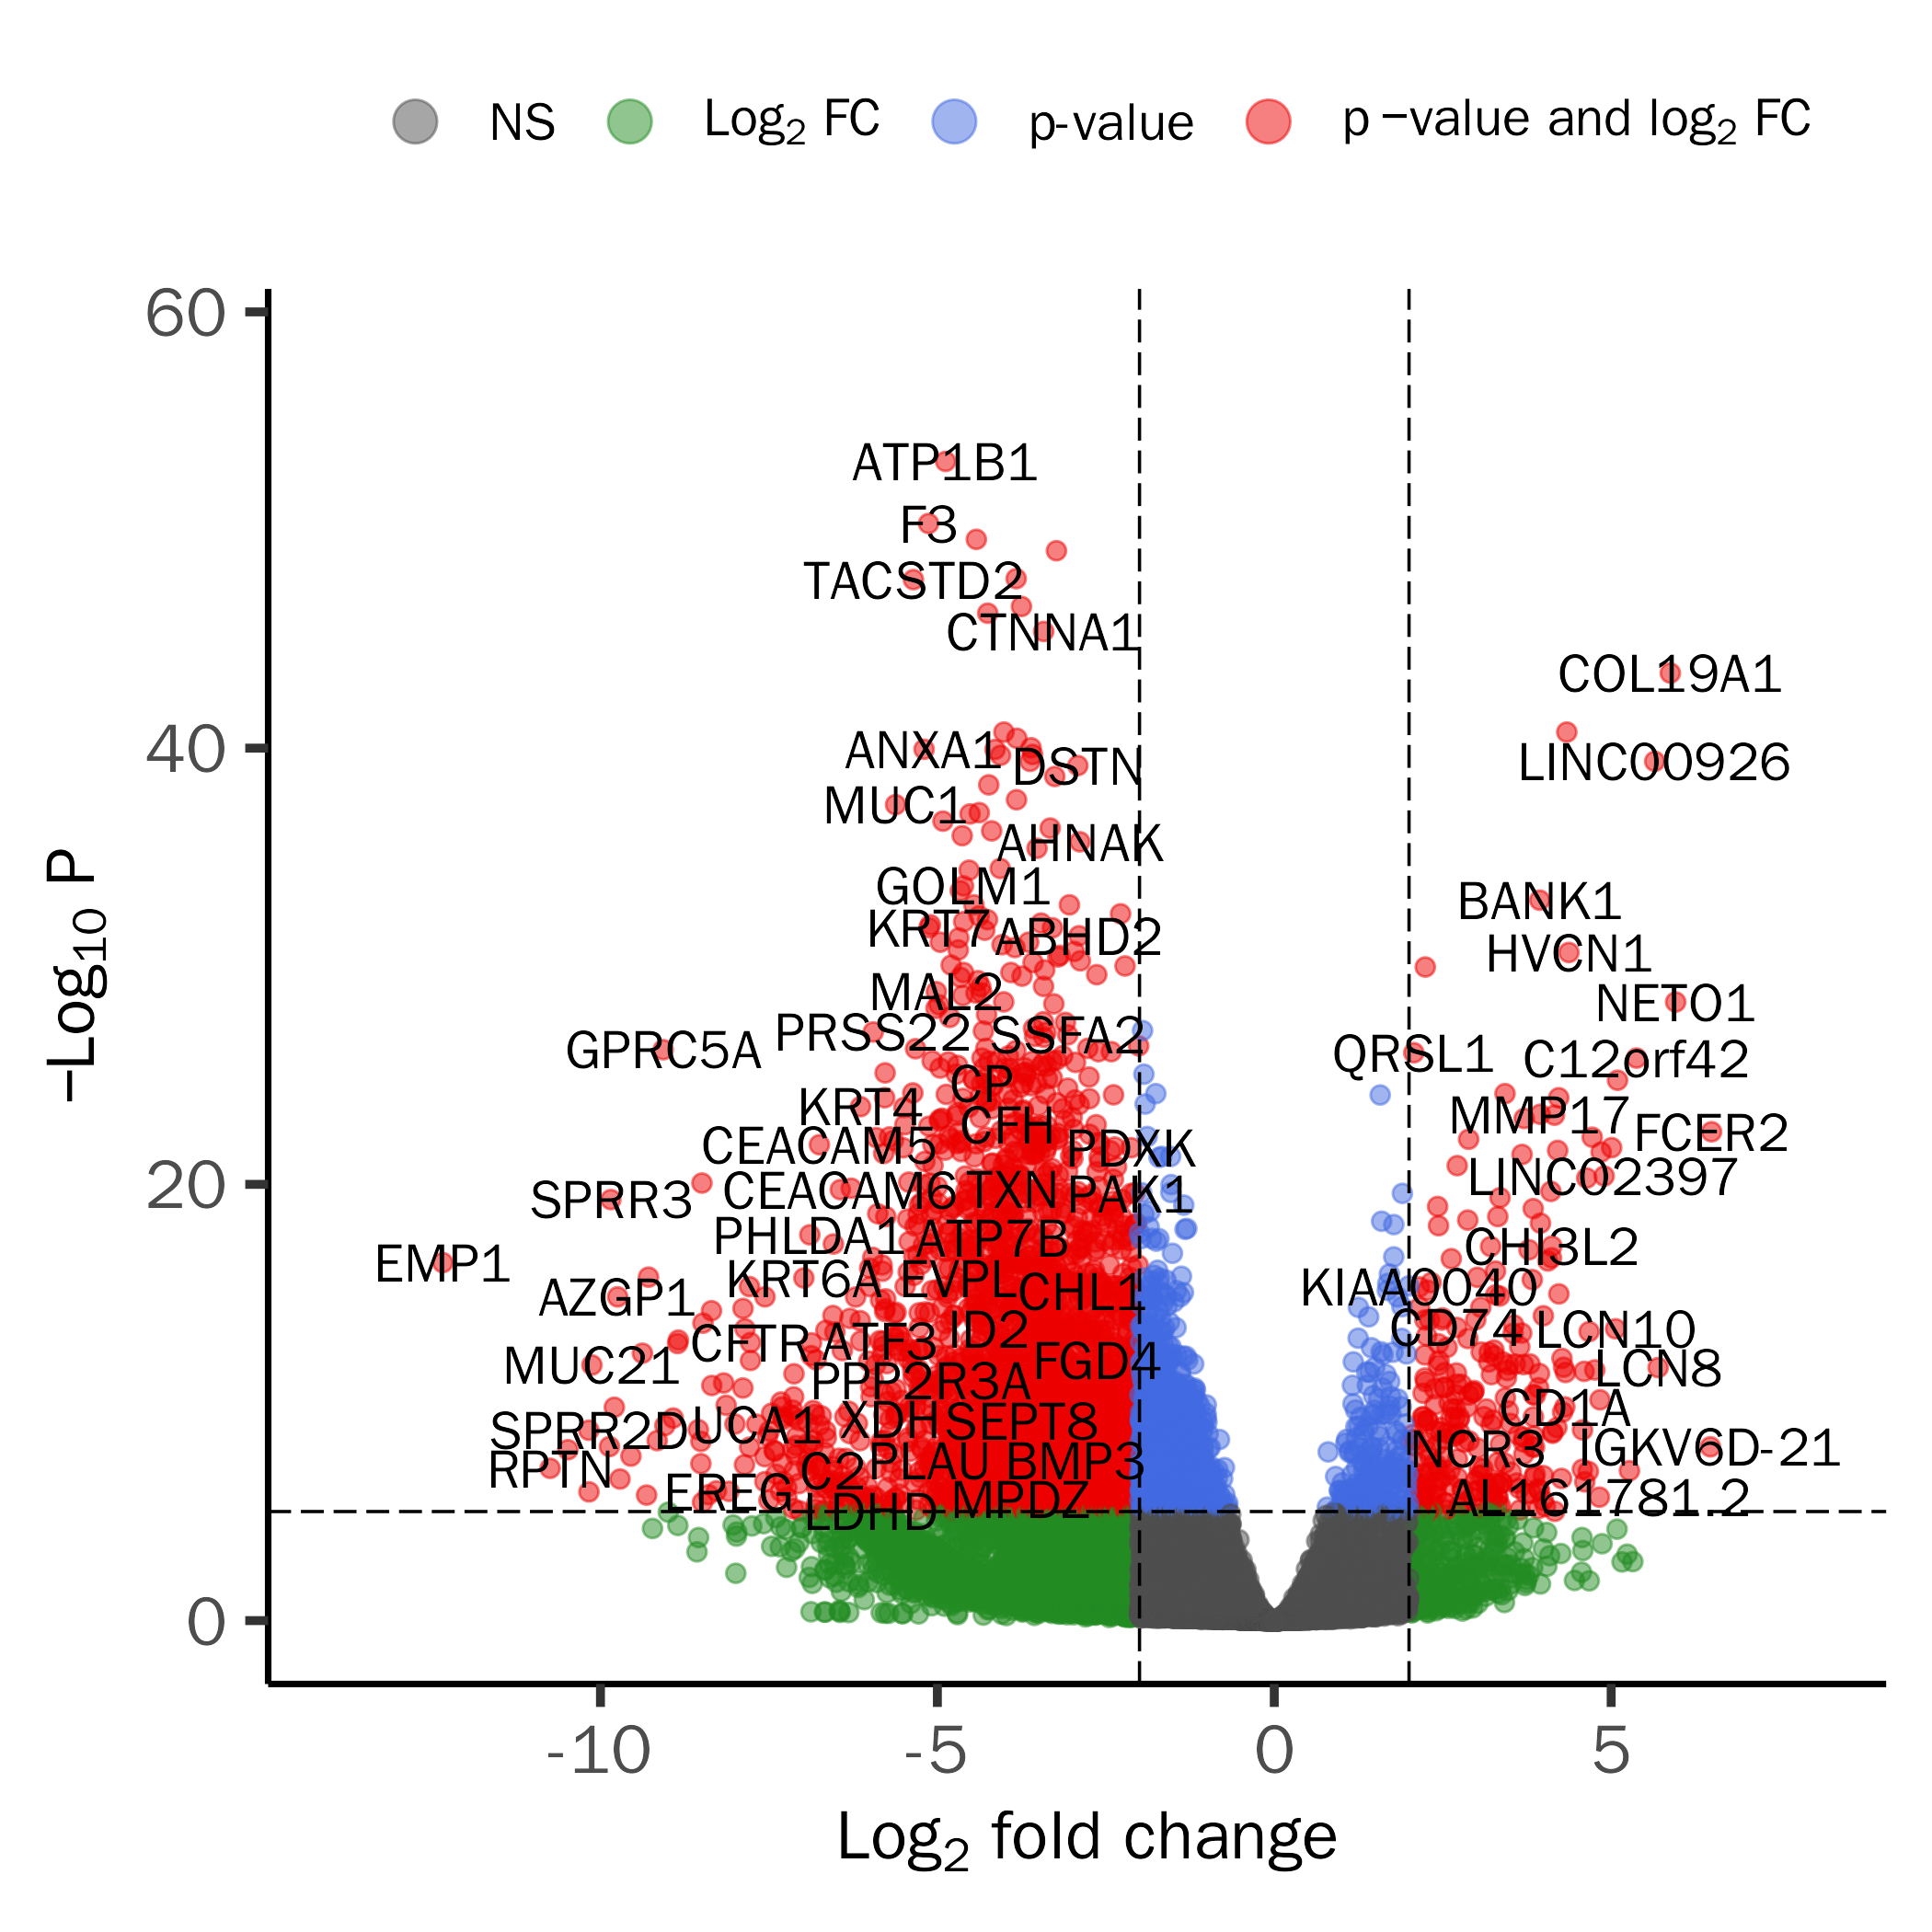 NS Log2 FC p-value p −value and log2 FC
60
ATP1B1
F3
TACSTD2
CTNNA1
COL19A1
40
ANXA1
DSTN
LINC00926
MUC1
AHNAK
GOLM1
BANK1
KRT7
ABHD2
HVCN1
MAL2
NETO1
PRSS22
SSFA2
GPRC5A
QRSL1
C12orf42
CP
KRT4
MMP17
CFH
FCER2
CEACAM5
PDXK
LINC02397
20
CEACAM6
TXN
PAK1
SPRR3
PHLDA1
ATP7B
CHI3L2
EMP1
KRT6A
EVPL
KIAA0040
CHL1
AZGP1
CD74
LCN10
ID2
CFTR
ATF3
FGD4
MUC21
LCN8
PPP2R3A
CD1A
XDH
SEPT8
UCA1
SPRR2D
NCR3
IGKV6D-21
PLAU
BMP3
RPTN
C2
EREG
AL161781.2
MPDZ
LDHD
0
-10 -5 0 5
Log2 fold change
−Log10 P